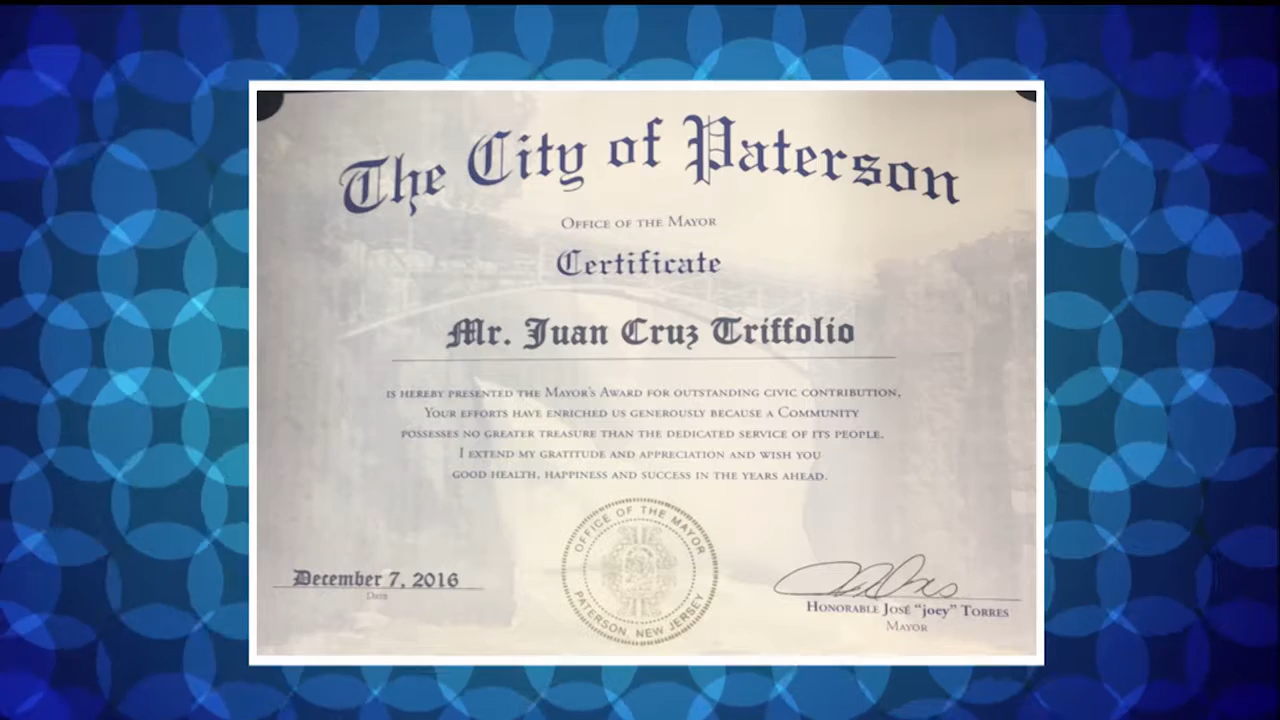 The City of Paterson
OFFICE OF THE MAYOR
Certificate
Mr. Juan Cruz Triffolio
IS HEREBY PRESENTED THE MAYOR'S AWARD FOR OUTSTANDING CIVIC CONTRIBUTION,
YOUR EFFORTS HAVE ENRICHED US GENEROUSLY BECAUSE A COMMUNITY
POSSESSES NO GREATER TREASURE THAN THE DEDICATED SERVICE OF ITS PEOPLE.
I EXTEND MY GRATITUDE AND APPRECIATION AND WISH YOU
GOOD HEALTH, HAPPINESS AND SUCCESS IN THE YEARS AHEAD.
OFFICE OF THE MAYOR
PATERSON, NEW JERSEY
December 7, 2016
Date
HONORABLE JOSÉ "joey" TORRES
MAYOR